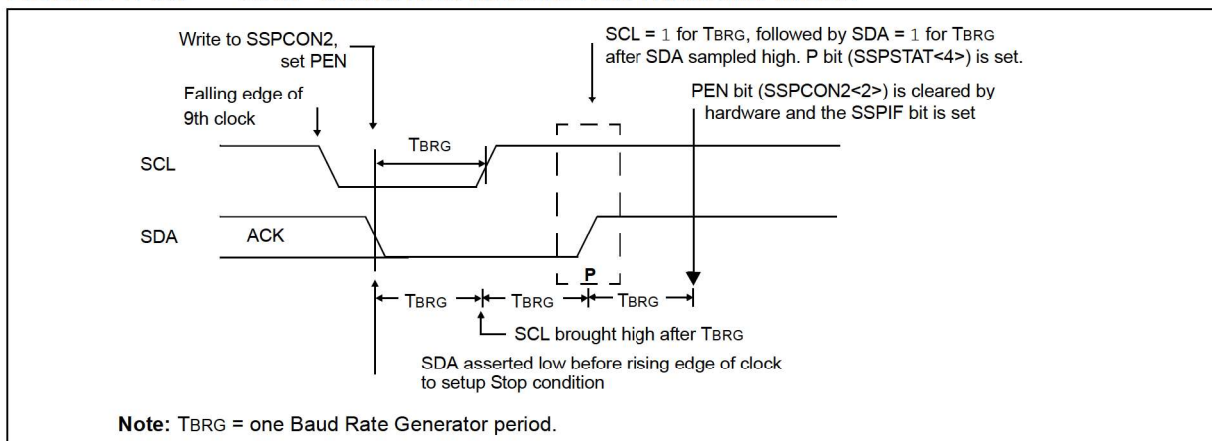 Write to SSPCON2,
set PEN
SCL = 1 for TBRG, followed by SDA = 1 for TBRG
after SDA sampled high. P bit (SSPSTAT<4>) is set.
Falling edge of
9th clock
PEN bit (SSPCON2<2>) is cleared by
hardware and the SSPIF bit is set
TBRG
SCL
SDA
ACK
P
TBRG
TBRG
TBRG
SCL brought high after TBRG
SDA asserted low before rising edge of clock
to setup Stop condition
Note: TBRG = one Baud Rate Generator period.